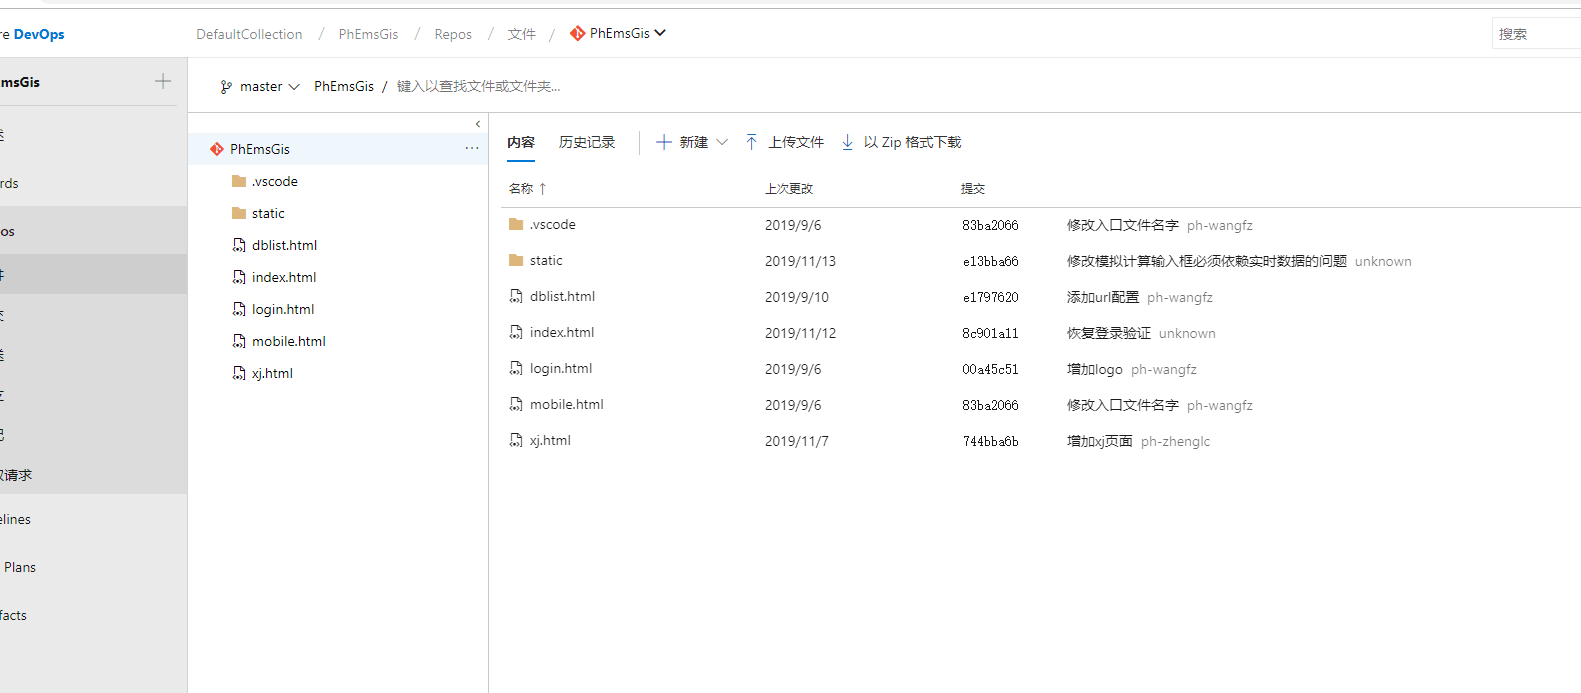 re DevOps
DefaultCollection / PhEmsGis / Repos / 文件 / PhEmsGis
搜索
msGis
master PhEmsGis / 键入以查找文件或文件夹...
rds
os
取请求
elines
Plans
facts
PhEmsGis ...
.vscode
static
dblist.html
index.html
login.html
mobile.html
xj.html
内容 历史记录 新建 上传文件 以 Zip 格式下载
名称 ↑ 上次更改 提交
.vscode 2019/9/6 83ba2066 修改入口文件名字 ph-wangfz
static 2019/11/13 e13bba66 修改模拟计算输入框必须依赖实时数据的问题 unknown
dblist.html 2019/9/10 e1797620 添加url配置 ph-wangfz
index.html 2019/11/12 8c901a11 恢复登录验证 unknown
login.html 2019/9/6 00a45c51 增加logo ph-wangfz
mobile.html 2019/9/6 83ba2066 修改入口文件名字 ph-wangfz
xj.html 2019/11/7 744bba6b 增加xj页面 ph-zhenglc